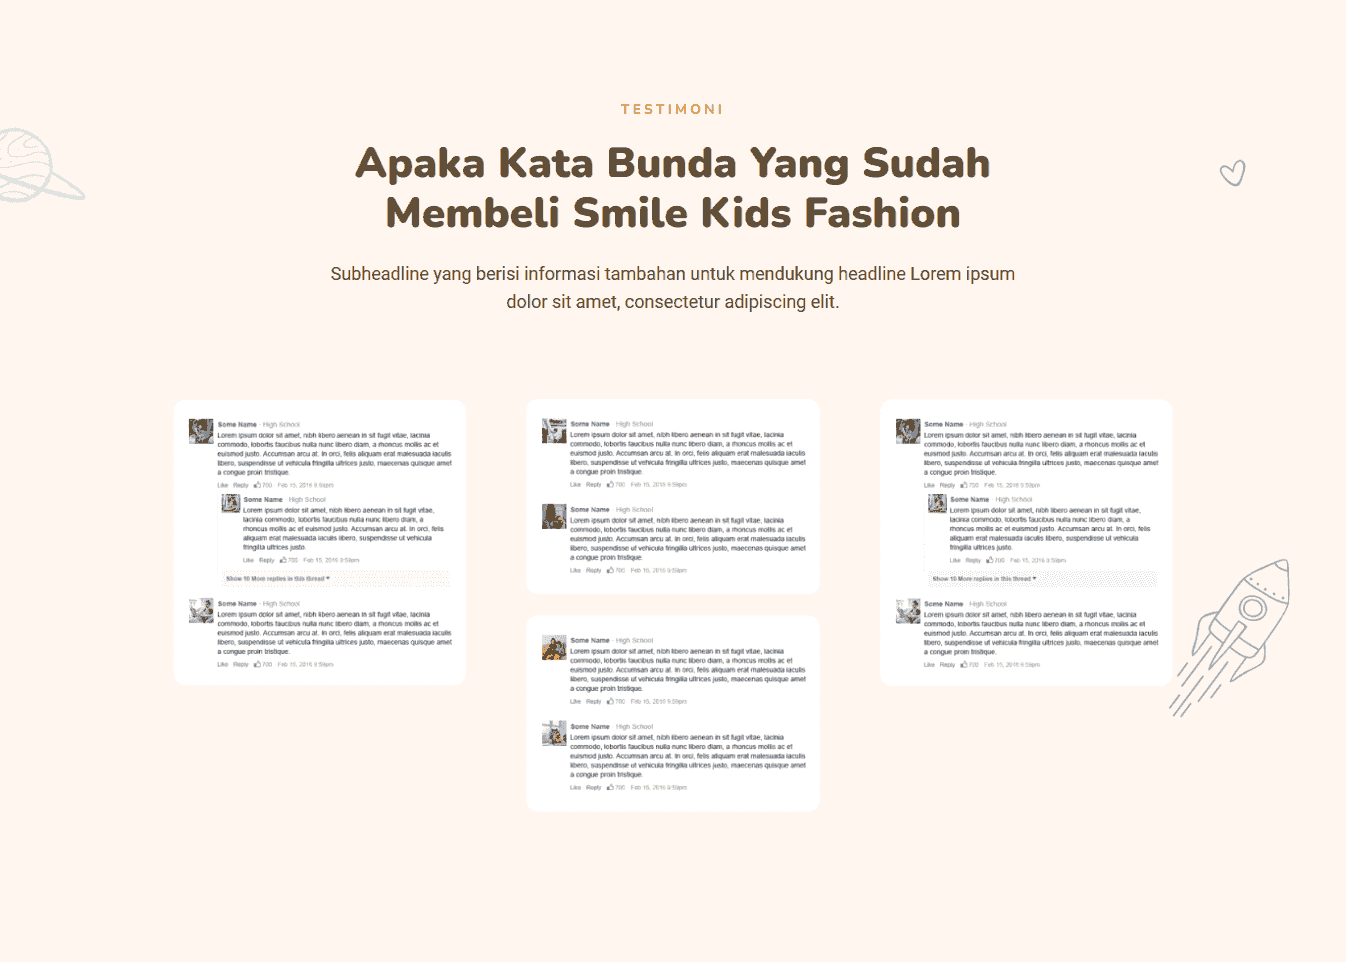 TESTIMONI
Apaka Kata Bunda Yang Sudah
Membeli Smile Kids Fashion
Subheadline yang berisi informasi tambahan untuk mendukung headline Lorem ipsum
dolor sit amet, consectetur adipiscing elit.
Some Name · High School
Lorem ipsum dolor sit amet, nibh libero aenean in sit fugit vitae, lacinia
commodo, lobortis faucibus nulla nunc libero diam, a rhoncus mollis ac et
euismod justo. Accumsan arcu at. In orci, felis aliquam erat malesuada iaculis
libero, suspendisse ut vehicula fringilla ultrices justo, maecenas quisque amet
a congue proin tristique.
Like Reply 700 Feb 15, 2016 9:59pm
Some Name · High School
Lorem ipsum dolor sit amet, nibh libero aenean in sit fugit vitae,
lacinia commodo, lobortis faucibus nulla nunc libero diam, a
rhoncus mollis ac et euismod justo. Accumsan arcu at. In orci, felis
aliquam erat malesuada iaculis libero, suspendisse ut vehicula
fringilla ultrices justo.
Like Reply 700 Feb 15, 2016 9:59pm
Show 10 More replies in this thread ▾
Some Name · High School
Lorem ipsum dolor sit amet, nibh libero aenean in sit fugit vitae, lacinia
commodo, lobortis faucibus nulla nunc libero diam, a rhoncus mollis ac et
euismod justo. Accumsan arcu at. In orci, felis aliquam erat malesuada iaculis
libero, suspendisse ut vehicula fringilla ultrices justo, maecenas quisque amet
a congue proin tristique.
Like Reply 700 Feb 15, 2016 9:59pm
Some Name · High School
Lorem ipsum dolor sit amet, nibh libero aenean in sit fugit vitae, lacinia
commodo, lobortis faucibus nulla nunc libero diam, a rhoncus mollis ac et
euismod justo. Accumsan arcu at. In orci, felis aliquam erat malesuada iaculis
libero, suspendisse ut vehicula fringilla ultrices justo, maecenas quisque amet
a congue proin tristique.
Like Reply 700 Feb 15, 2016 9:59pm
Some Name · High School
Lorem ipsum dolor sit amet, nibh libero aenean in sit fugit vitae, lacinia
commodo, lobortis faucibus nulla nunc libero diam, a rhoncus mollis ac et
euismod justo. Accumsan arcu at. In orci, felis aliquam erat malesuada iaculis
libero, suspendisse ut vehicula fringilla ultrices justo, maecenas quisque amet
a congue proin tristique.
Like Reply 700 Feb 15, 2016 9:59pm
Some Name · High School
Lorem ipsum dolor sit amet, nibh libero aenean in sit fugit vitae, lacinia
commodo, lobortis faucibus nulla nunc libero diam, a rhoncus mollis ac et
euismod justo. Accumsan arcu at. In orci, felis aliquam erat malesuada iaculis
libero, suspendisse ut vehicula fringilla ultrices justo, maecenas quisque amet
a congue proin tristique.
Like Reply 700 Feb 15, 2016 9:59pm
Some Name · High School
Lorem ipsum dolor sit amet, nibh libero aenean in sit fugit vitae, lacinia
commodo, lobortis faucibus nulla nunc libero diam, a rhoncus mollis ac et
euismod justo. Accumsan arcu at. In orci, felis aliquam erat malesuada iaculis
libero, suspendisse ut vehicula fringilla ultrices justo, maecenas quisque amet
a congue proin tristique.
Like Reply 700 Feb 15, 2016 9:59pm
Some Name · High School
Lorem ipsum dolor sit amet, nibh libero aenean in sit fugit vitae, lacinia
commodo, lobortis faucibus nulla nunc libero diam, a rhoncus mollis ac et
euismod justo. Accumsan arcu at. In orci, felis aliquam erat malesuada iaculis
libero, suspendisse ut vehicula fringilla ultrices justo, maecenas quisque amet
a congue proin tristique.
Like Reply 700 Feb 15, 2016 9:59pm
Some Name · High School
Lorem ipsum dolor sit amet, nibh libero aenean in sit fugit vitae,
lacinia commodo, lobortis faucibus nulla nunc libero diam, a
rhoncus mollis ac et euismod justo. Accumsan arcu at. In orci, felis
aliquam erat malesuada iaculis libero, suspendisse ut vehicula
fringilla ultrices justo.
Like Reply 700 Feb 15, 2016 9:59pm
Show 10 More replies in this thread ▾
Some Name · High School
Lorem ipsum dolor sit amet, nibh libero aenean in sit fugit vitae, lacinia
commodo, lobortis faucibus nulla nunc libero diam, a rhoncus mollis ac et
euismod justo. Accumsan arcu at. In orci, felis aliquam erat malesuada iaculis
libero, suspendisse ut vehicula fringilla ultrices justo, maecenas quisque amet
a congue proin tristique.
Like Reply 700 Feb 15, 2016 9:59pm